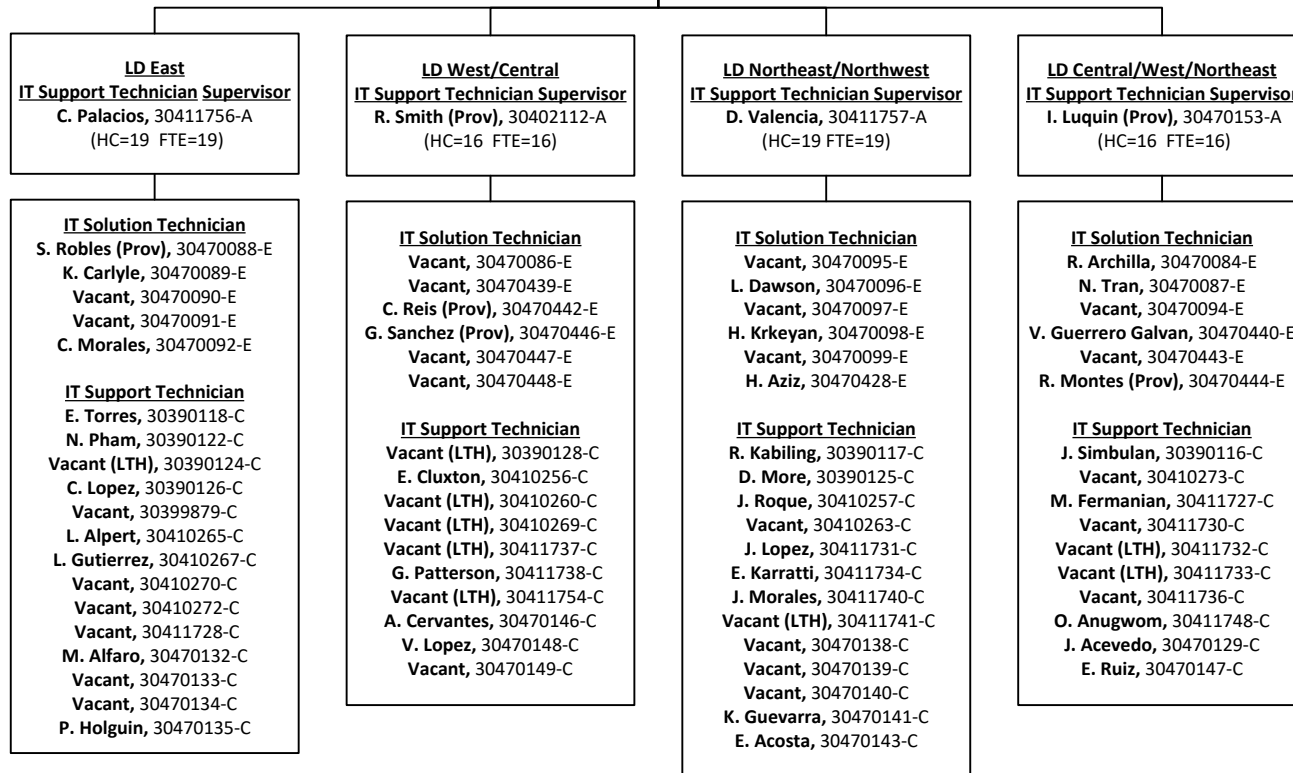 LD East
IT Support Technician Supervisor
C. Palacios, 30411756-A
(HC=19 FTE=19)
IT Solution Technician
S. Robles (Prov), 30470088-E
K. Carlyle, 30470089-E
Vacant, 30470090-E
Vacant, 30470091-E
C. Morales, 30470092-E
IT Support Technician
E. Torres, 30390118-C
N. Pham, 30390122-C
Vacant (LTH), 30390124-C
C. Lopez, 30390126-C
Vacant, 30399879-C
L. Alpert, 30410265-C
L. Gutierrez, 30410267-C
Vacant, 30410270-C
Vacant, 30410272-C
Vacant, 30411728-C
M. Alfaro, 30470132-C
Vacant, 30470133-C
Vacant, 30470134-C
P. Holguin, 30470135-C
LD West/Central
IT Support Technician Supervisor
R. Smith (Prov), 30402112-A
(HC=16 FTE=16)
IT Solution Technician
Vacant, 30470086-E
Vacant, 30470439-E
C. Reis (Prov), 30470442-E
G. Sanchez (Prov), 30470446-E
Vacant, 30470447-E
Vacant, 30470448-E
IT Support Technician
Vacant (LTH), 30390128-C
E. Cluxton, 30410256-C
Vacant (LTH), 30410260-C
Vacant (LTH), 30410269-C
Vacant (LTH), 30411737-C
G. Patterson, 30411738-C
Vacant (LTH), 30411754-C
A. Cervantes, 30470146-C
V. Lopez, 30470148-C
Vacant, 30470149-C
LD Northeast/Northwest
IT Support Technician Supervisor
D. Valencia, 30411757-A
(HC=19 FTE=19)
IT Solution Technician
Vacant, 30470095-E
L. Dawson, 30470096-E
Vacant, 30470097-E
H. Krkeyan, 30470098-E
Vacant, 30470099-E
H. Aziz, 30470428-E
IT Support Technician
R. Kabiling, 30390117-C
D. More, 30390125-C
J. Roque, 30410257-C
Vacant, 30410263-C
J. Lopez, 30411731-C
E. Karratti, 30411734-C
J. Morales, 30411740-C
Vacant (LTH), 30411741-C
Vacant, 30470138-C
Vacant, 30470139-C
Vacant, 30470140-C
K. Guevarra, 30470141-C
E. Acosta, 30470143-C
LD Central/West/Northeast
IT Support Technician Supervisor
I. Luquin (Prov), 30470153-A
(HC=16 FTE=16)
IT Solution Technician
R. Archilla, 30470084-E
N. Tran, 30470087-E
Vacant, 30470094-E
V. Guerrero Galvan, 30470440-E
Vacant, 30470443-E
R. Montes (Prov), 30470444-E
IT Support Technician
J. Simbulan, 30390116-C
Vacant, 30410273-C
M. Fermanian, 30411727-C
Vacant, 30411730-C
Vacant (LTH), 30411732-C
Vacant (LTH), 30411733-C
Vacant, 30411736-C
O. Anugwom, 30411748-C
J. Acevedo, 30470129-C
E. Ruiz, 30470147-C